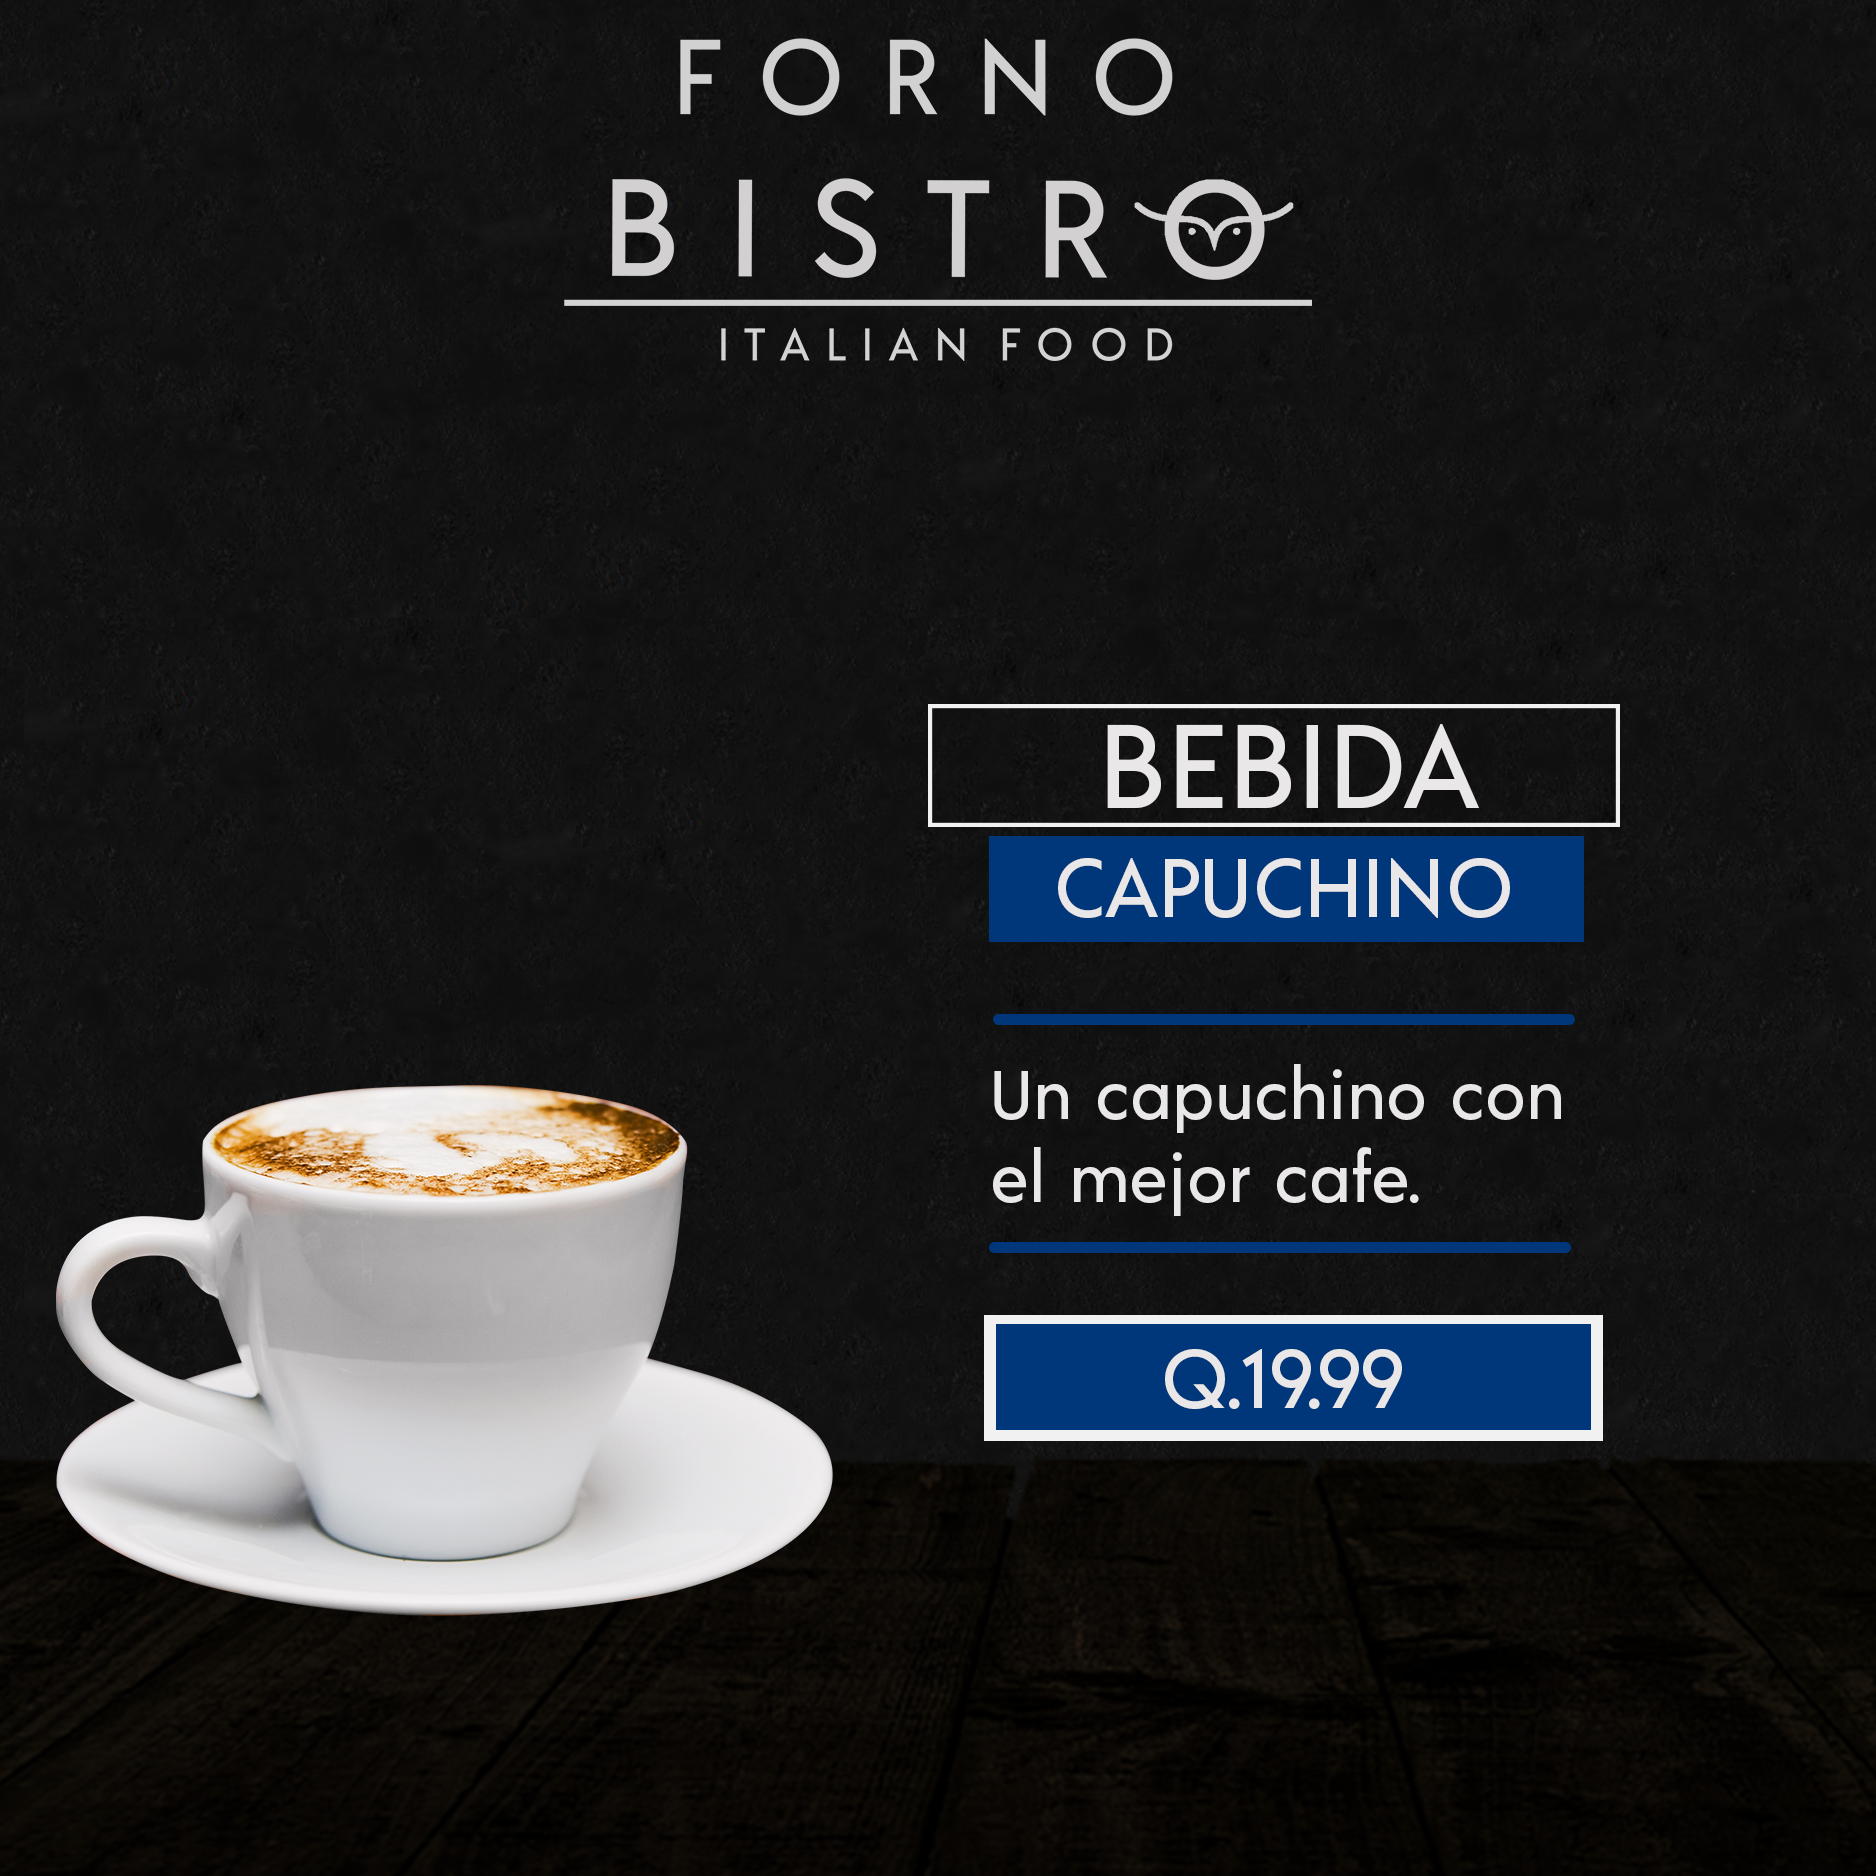 FORNO
BISTRO
ITALIAN FOOD
BEBIDA
CAPUCHINO
Un capuchino con
el mejor cafe.
Q.19.99